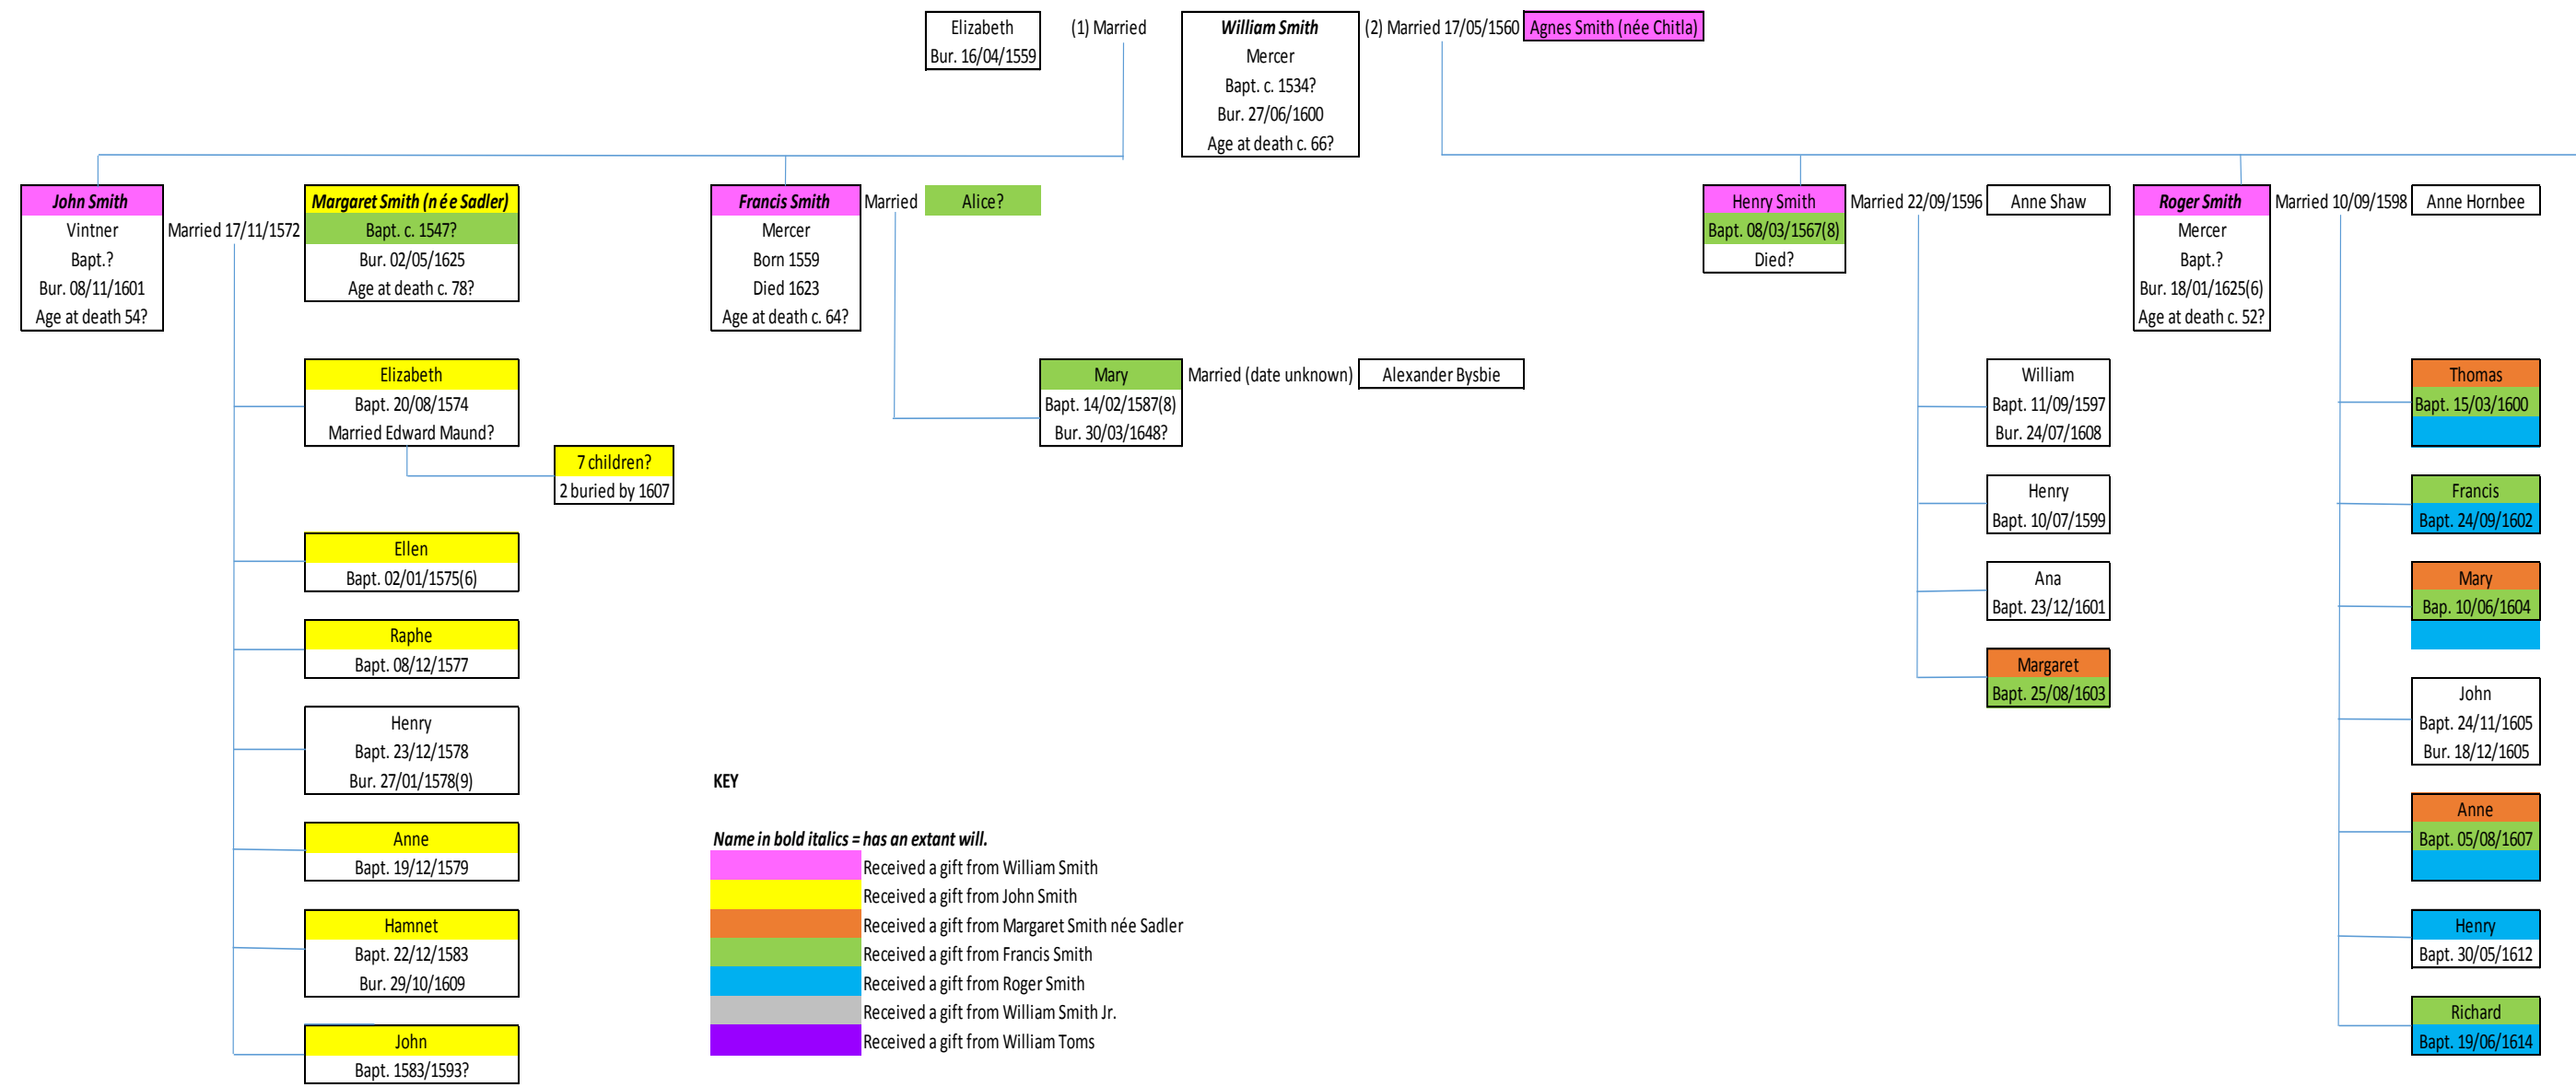 Elizabeth
Bur. 16/04/1559
(1) Married
William Smith
Mercer
Bapt. c. 1534?
Bur. 27/06/1600
Age at death c. 66?
(2) Married 17/05/1560
Agnes Smith (née Chitla)
John Smith
Vintner
Bapt.?
Bur. 08/11/1601
Age at death 54?
Married 17/11/1572
Margaret Smith (née Sadler)
Bapt. c. 1547?
Bur. 02/05/1625
Age at death c. 78?
Elizabeth
Bapt. 20/08/1574
Married Edward Maund?
7 children?
2 buried by 1607
Ellen
Bapt. 02/01/1575(6)
Raphe
Bapt. 08/12/1577
Henry
Bapt. 23/12/1578
Bur. 27/01/1578(9)
Anne
Bapt. 19/12/1579
Hamnet
Bapt. 22/12/1583
Bur. 29/10/1609
John
Bapt. 1583/1593?
Francis Smith
Mercer
Born 1559
Died 1623
Age at death c. 64?
Married
Alice?
Mary
Bapt. 14/02/1587(8)
Bur. 30/03/1648?
Married (date unknown)
Alexander Bysbie
Henry Smith
Bapt. 08/03/1567(8)
Died?
Married 22/09/1596
Anne Shaw
William
Bapt. 11/09/1597
Bur. 24/07/1608
Henry
Bapt. 10/07/1599
Ana
Bapt. 23/12/1601
Margaret
Bapt. 25/08/1603
Roger Smith
Mercer
Bapt.?
Bur. 18/01/1625(6)
Age at death c. 52?
Married 10/09/1598
Anne Hornbee
Thomas
Bapt. 15/03/1600
Francis
Bapt. 24/09/1602
Mary
Bap. 10/06/1604
John
Bapt. 24/11/1605
Bur. 18/12/1605
Anne
Bapt. 05/08/1607
Henry
Bapt. 30/05/1612
Richard
Bapt. 19/06/1614
KEY
Name in bold italics = has an extant will.
Received a gift from William Smith
Received a gift from John Smith
Received a gift from Margaret Smith née Sadler
Received a gift from Francis Smith
Received a gift from Roger Smith
Received a gift from William Smith Jr.
Received a gift from William Toms